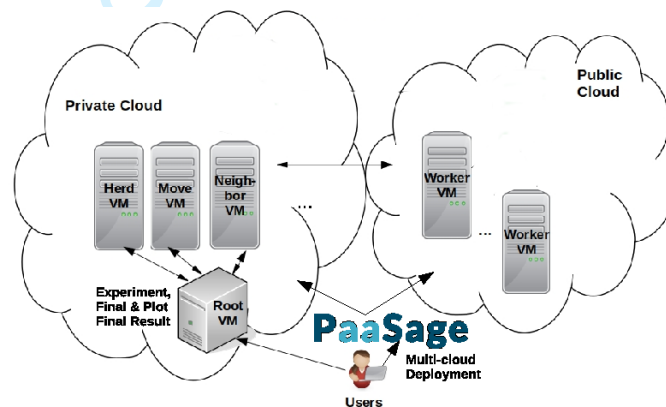 Private Cloud
Public
Cloud
Herd
VM
Move
VM
Neigh-
bor
VM
...
Worker
VM
...
Worker
VM
Experiment,
Final & Plot
Final Result
Root
VM
PaaSage
Multi-cloud
Deployment
Users